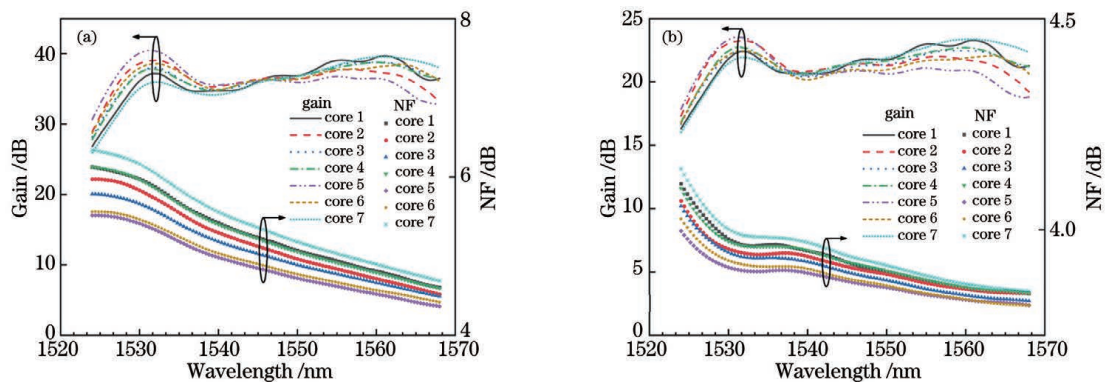 (a)
Gain /dB
40
30
20
10
0
8
6
4
NF /dB
gain NF
core 1 core 1
core 2 core 2
core 3 core 3
core 4 core 4
core 5 core 5
core 6 core 6
core 7 core 7
1520 1530 1540 1550 1560 1570
Wavelength /nm
(b)
Gain /dB
25
20
15
10
5
0
4.5
4.0
NF /dB
gain NF
core 1 core 1
core 2 core 2
core 3 core 3
core 4 core 4
core 5 core 5
core 6 core 6
core 7 core 7
1520 1530 1540 1550 1560 1570
Wavelength /nm